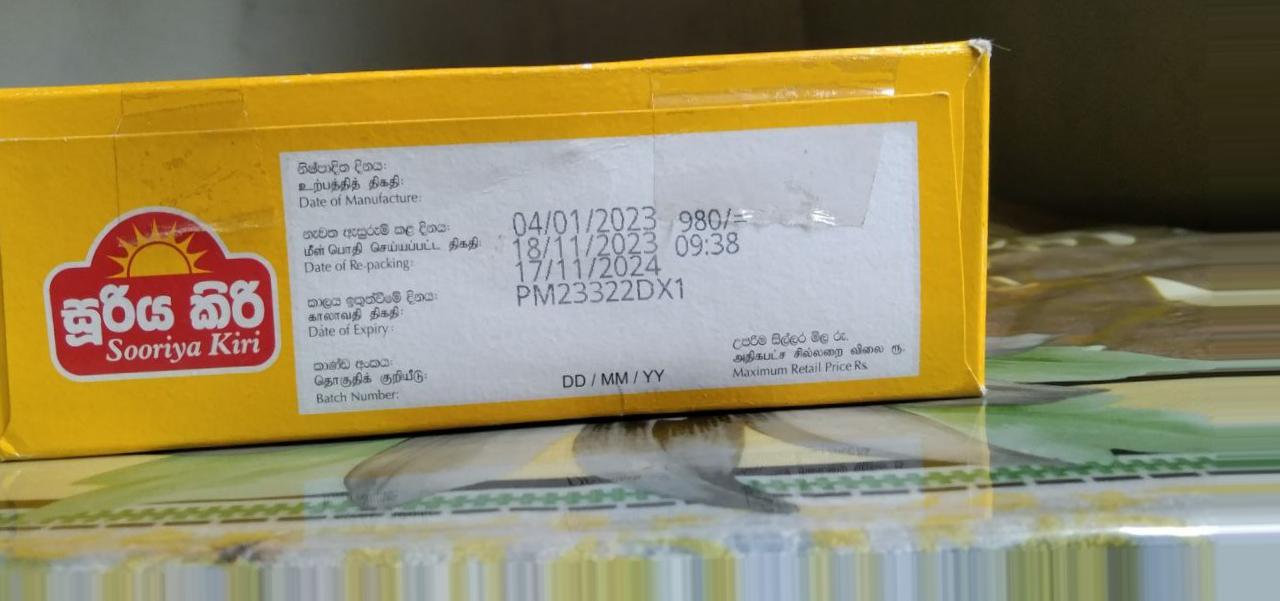 නිෂ්පාදිත දිනය:
உற்பத்தித் திகதி:
Date of Manufacture:
නැවත ඇසුරුම් කළ දිනය:
மீள் பொதி செய்யப்பட்ட திகதி:
Date of Re-packing:
කාලය ඉකුත්වීමේ දිනය:
காலாவதி திகதி:
Date of Expiry:
කාණ්ඩ අංකය:
தொகுதிக் குறியீடு:
Batch Number:
04/01/2023 980/=
18/11/2023 09:38
17/11/2024
PM23322DX1
DD / MM / YY
උපරිම සිල්ලර මිල රු.
அதிகபட்ச சில்லறை விலை ரூ.
Maximum Retail Price Rs.
සූරිය කිරි
Sooriya Kiri